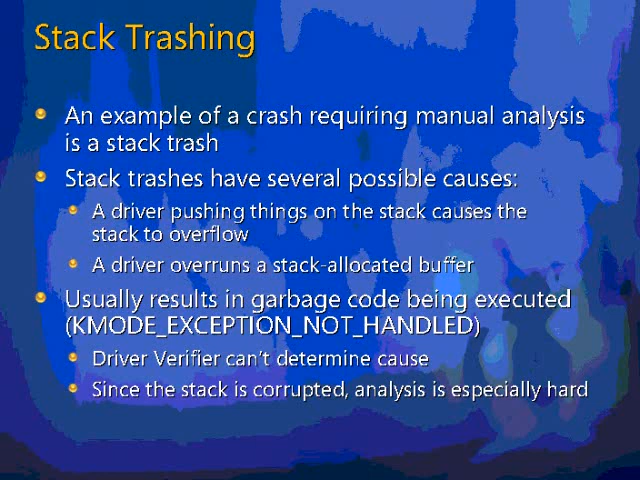 Stack Trashing
An example of a crash requiring manual analysis
is a stack trash
Stack trashes have several possible causes:
A driver pushing things on the stack causes the
stack to overflow
A driver overruns a stack-allocated buffer
Usually results in garbage code being executed
(KMODE_EXCEPTION_NOT_HANDLED)
Driver Verifier can't determine cause
Since the stack is corrupted, analysis is especially hard